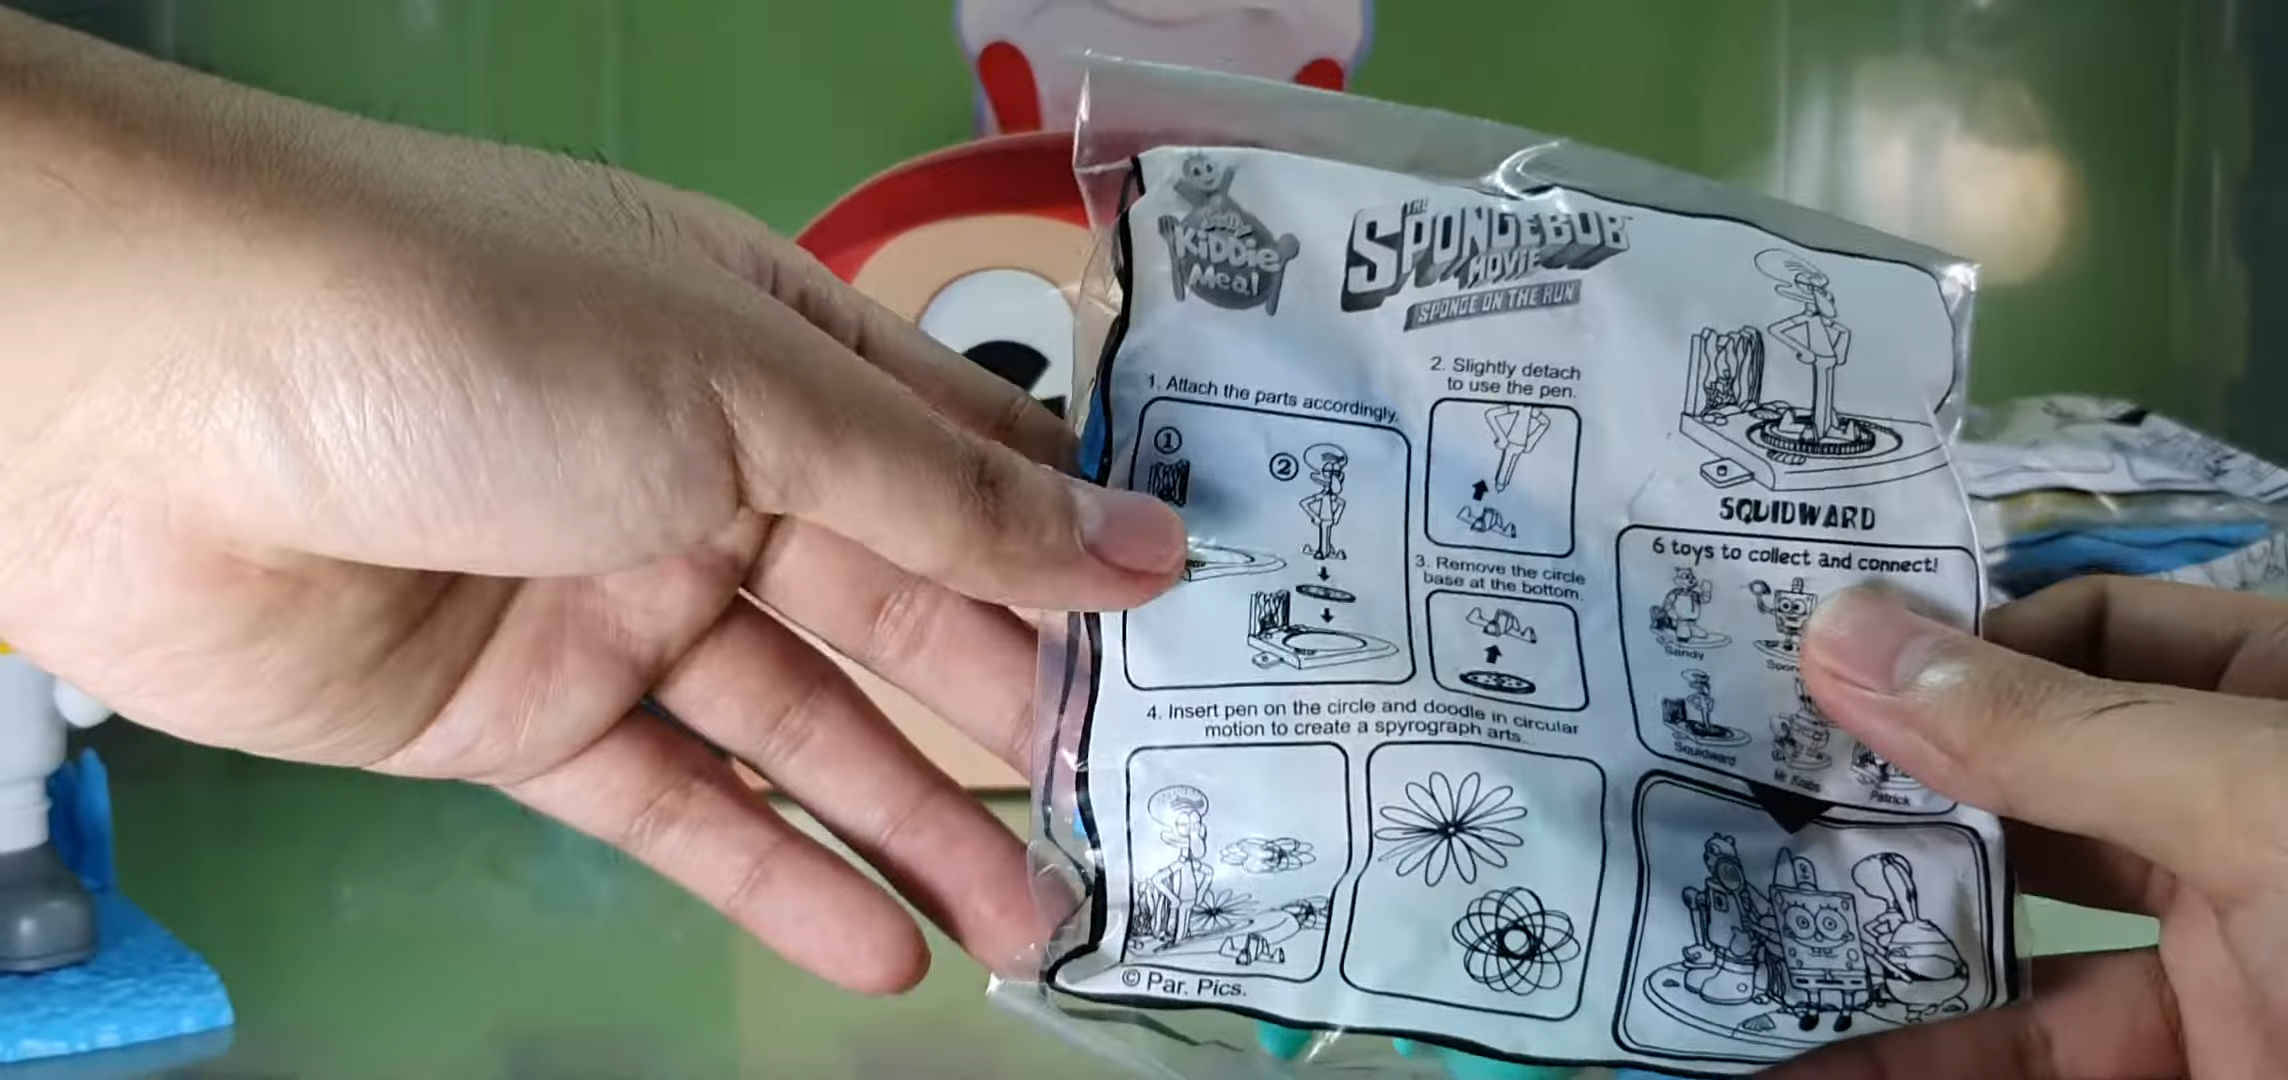 Jolly
Kiddie
Meal
THE
SPONGEBOB
MOVIE
SPONGE ON THE RUN
1. Attach the parts accordingly.
1
2
2. Slightly detach
to use the pen.
3. Remove the circle
base at the bottom.
4. Insert pen on the circle and doodle in circular
motion to create a spyrograph arts.
© Par. Pics.
SQUIDWARD
6 toys to collect and connect!
Sandy
Spon
Squidward
Mr. Krabs
Patrick